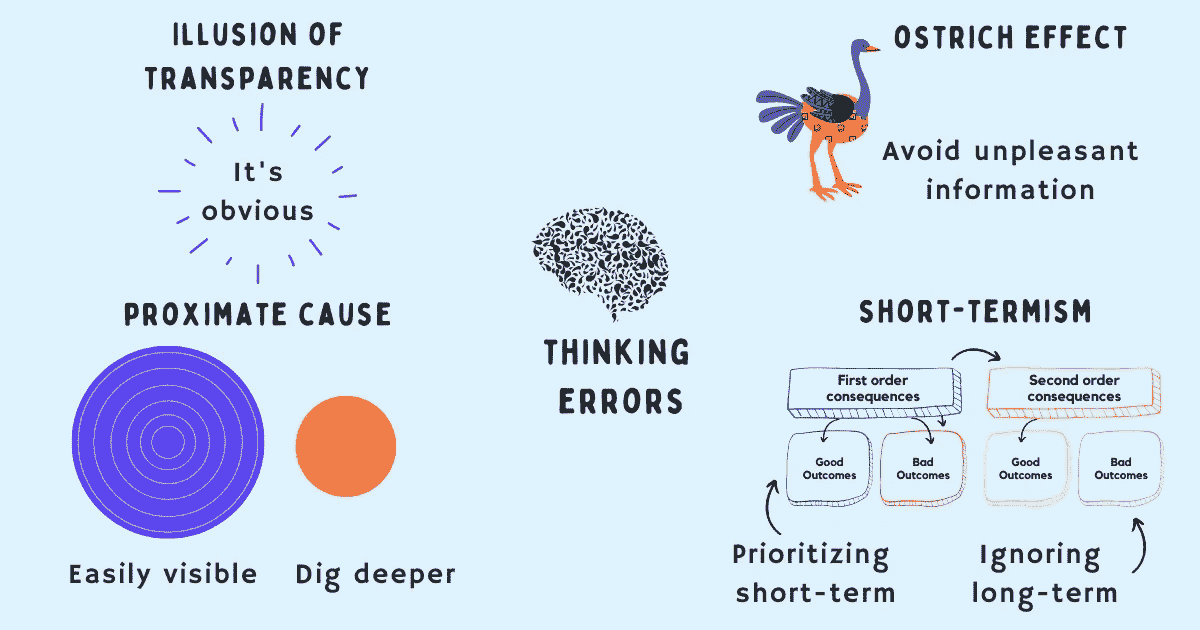 ILLUSION OF
TRANSPARENCY
It's
obvious
PROXIMATE CAUSE
Easily visible
Dig deeper
THINKING
ERRORS
OSTRICH EFFECT
Avoid unpleasant
information
SHORT-TERMISM
First order
consequences
Second order
consequences
Good
Outcomes
Bad
Outcomes
Good
Outcomes
Bad
Outcomes
Prioritizing
short-term
Ignoring
long-term